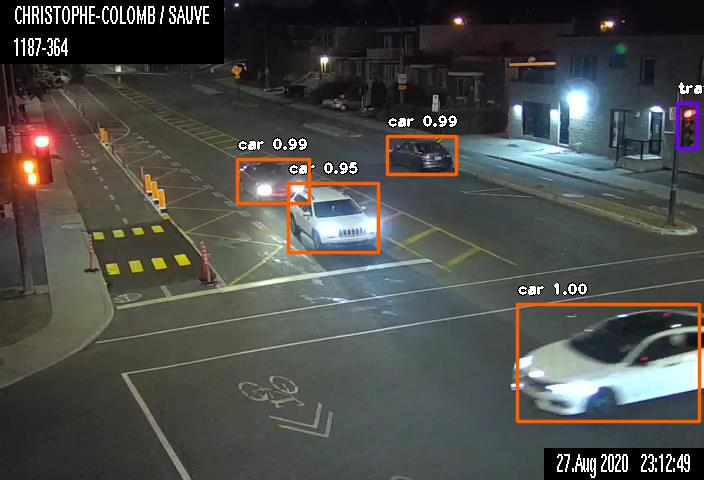 CHRISTOPHE-COLOMB / SAUVE
1187-364
tra
car 0.99
car 0.99
car 0.95
car 1.00
27.Aug 2020 23:12:49